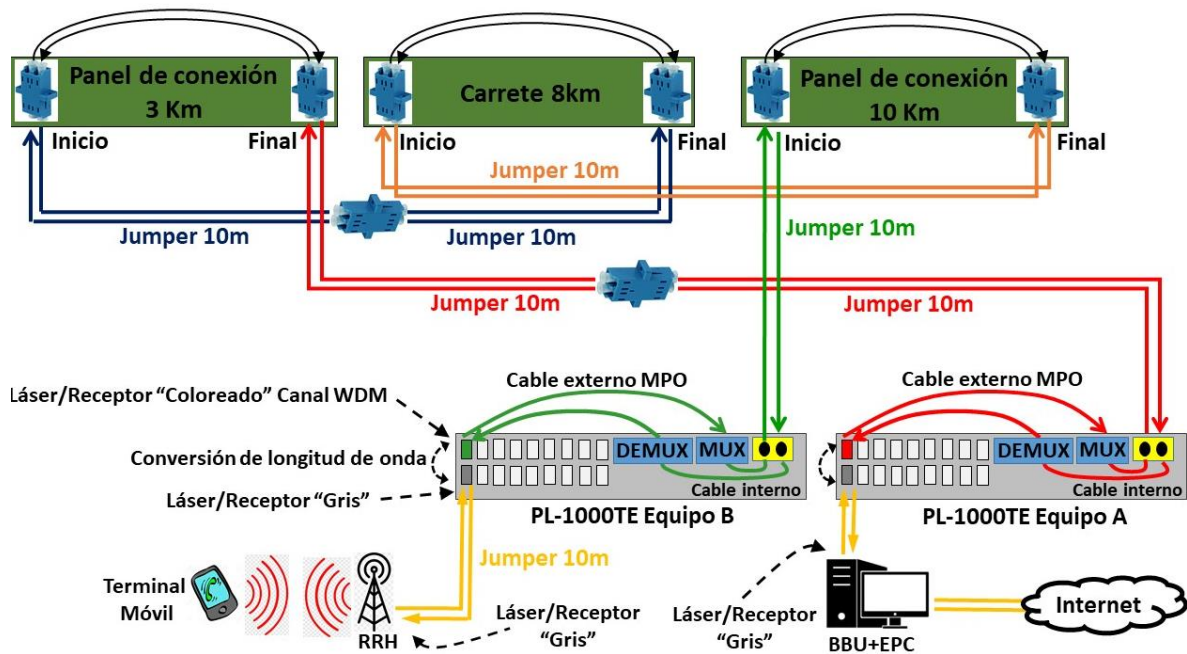 Panel de conexión
3 Km
Carrete 8km
Panel de conexión
10 Km
Inicio
Final
Inicio
Final
Inicio
Final
Jumper 10m
Jumper 10m
Jumper 10m
Jumper 10m
Jumper 10m
Jumper 10m
Láser/Receptor “Coloreado” Canal WDM
Cable externo MPO
Cable externo MPO
Conversión de longitud de onda
DEMUX
MUX
DEMUX
MUX
Láser/Receptor “Gris”
Cable interno
Cable interno
PL-1000TE Equipo B
PL-1000TE Equipo A
Jumper 10m
Terminal
Móvil
RRH
Láser/Receptor
“Gris”
Láser/Receptor
“Gris”
BBU+EPC
Internet